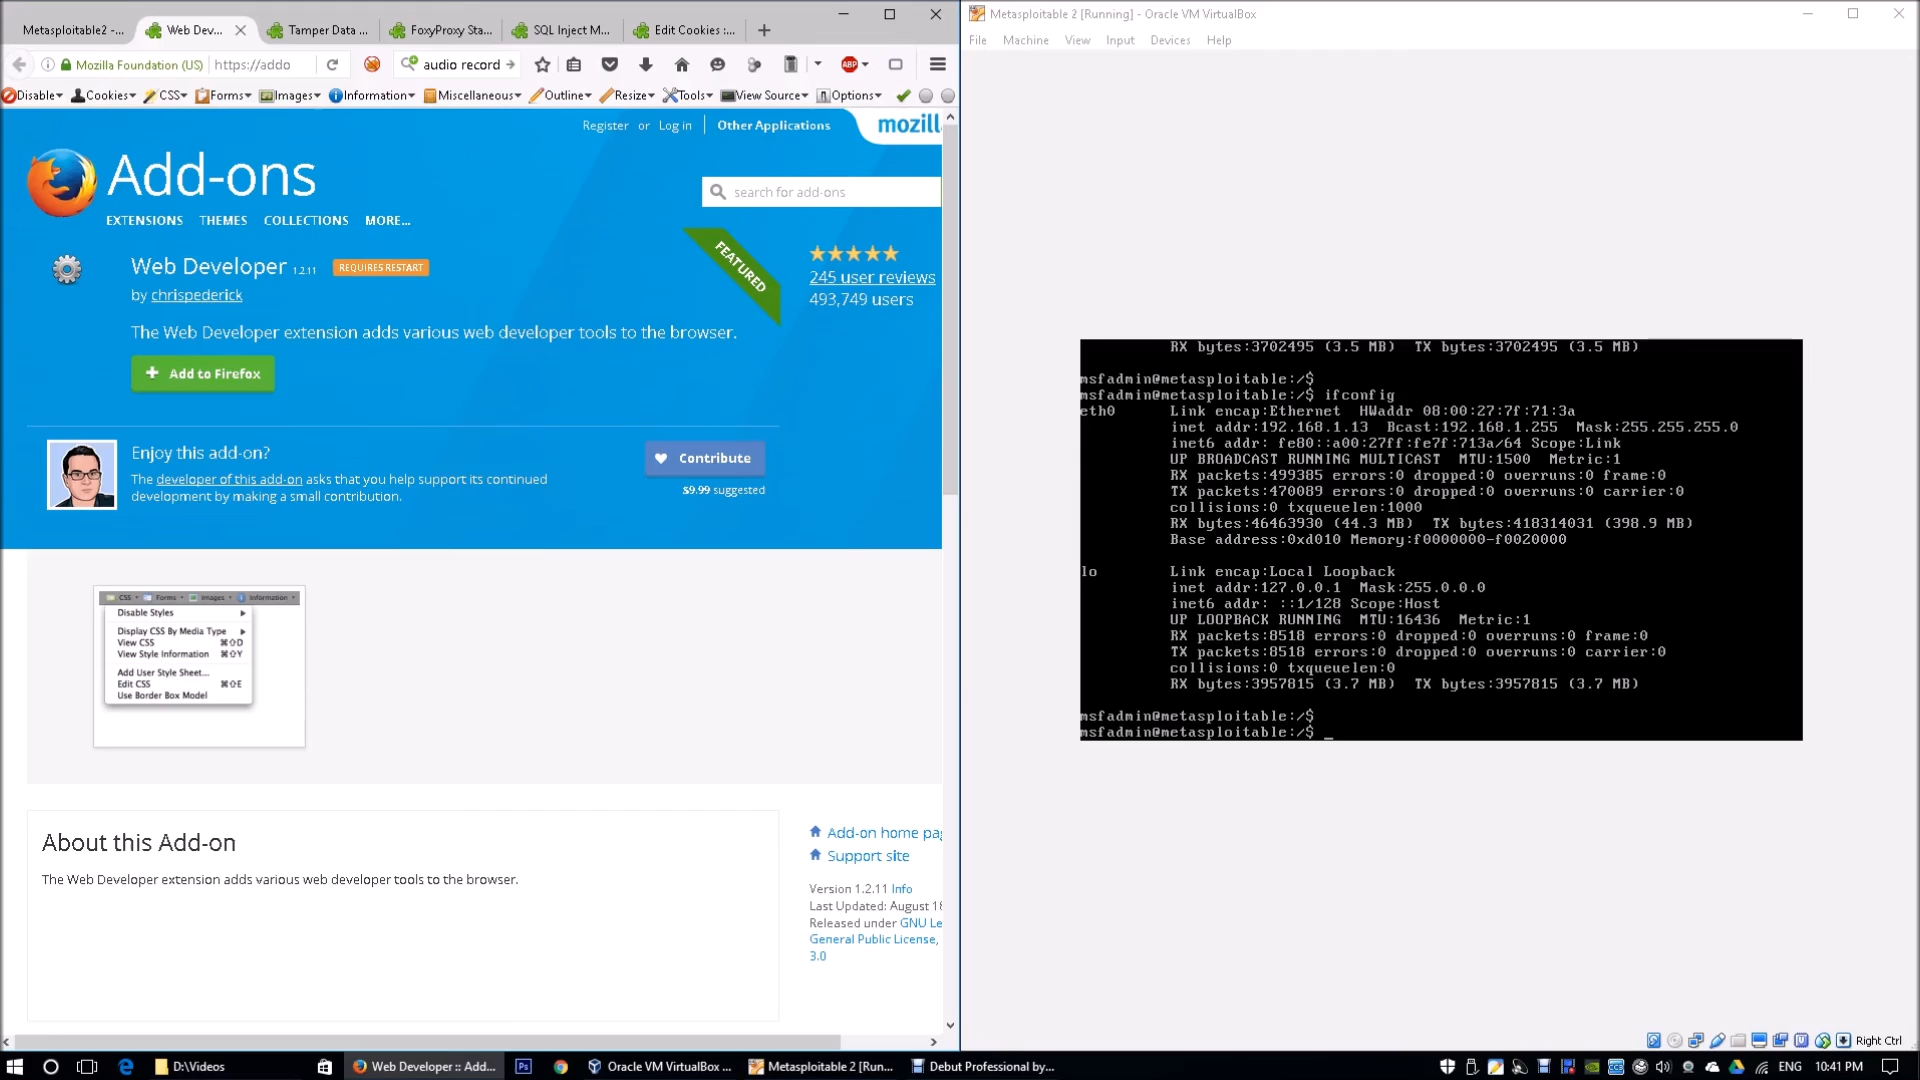 Metasploitable2 -...
Web Dev...
Tamper Data ...
FoxyProxy Sta...
SQL Inject M...
Edit Cookies :...
Mozilla Foundation (US)
https://addo
audio record
Disable
Cookies
CSS
Forms
Images
Information
Miscellaneous
Outline
Resize
Tools
View Source
Options
Register or Log in
Other Applications
mozill
Add-ons
EXTENSIONS THEMES COLLECTIONS MORE...
search for add-ons
Web Developer 1.2.11 REQUIRES RESTART
by chrispederick
The Web Developer extension adds various web developer tools to the browser.
FEATURED
245 user reviews
493,749 users
Add to Firefox
Enjoy this add-on?
The developer of this add-on asks that you help support its continued
development by making a small contribution.
Contribute
$9.99 suggested
CSS Forms Images Information
Disable Styles
Display CSS By Media Type
View CSS ⌘⇧D
View Style Information ⌘⇧Y
Add User Style Sheet...
Edit CSS ⌘⇧E
Use Border Box Model
About this Add-on
The Web Developer extension adds various web developer tools to the browser.
Add-on home pag
Support site
Version 1.2.11 Info
Last Updated: August 18
Released under GNU Le
General Public License,
3.0
Metasploitable 2 [Running] - Oracle VM VirtualBox
File Machine View Input Devices Help
RX bytes:3702495 (3.5 MB) TX bytes:3702495 (3.5 MB)
msfadmin@metasploitable:/$
msfadmin@metasploitable:/$ ifconfig
eth0 Link encap:Ethernet HWaddr 08:00:27:7f:71:3a
inet addr:192.168.1.13 Bcast:192.168.1.255 Mask:255.255.255.0
inet6 addr: fe80::a00:27ff:fe7f:713a/64 Scope:Link
UP BROADCAST RUNNING MULTICAST MTU:1500 Metric:1
RX packets:499385 errors:0 dropped:0 overruns:0 frame:0
TX packets:470089 errors:0 dropped:0 overruns:0 carrier:0
collisions:0 txqueuelen:1000
RX bytes:46463930 (44.3 MB) TX bytes:418314031 (398.9 MB)
Base address:0xd010 Memory:f0000000-f0020000
lo Link encap:Local Loopback
inet addr:127.0.0.1 Mask:255.0.0.0
inet6 addr: ::1/128 Scope:Host
UP LOOPBACK RUNNING MTU:16436 Metric:1
RX packets:8518 errors:0 dropped:0 overruns:0 frame:0
TX packets:8518 errors:0 dropped:0 overruns:0 carrier:0
collisions:0 txqueuelen:0
RX bytes:3957815 (3.7 MB) TX bytes:3957815 (3.7 MB)
msfadmin@metasploitable:/$
msfadmin@metasploitable:/$ _
Right Ctrl
D:\Videos
Web Developer :: Add...
Oracle VM VirtualBox ...
Metasploitable 2 [Run...
Debut Professional by...
ENG
10:41 PM